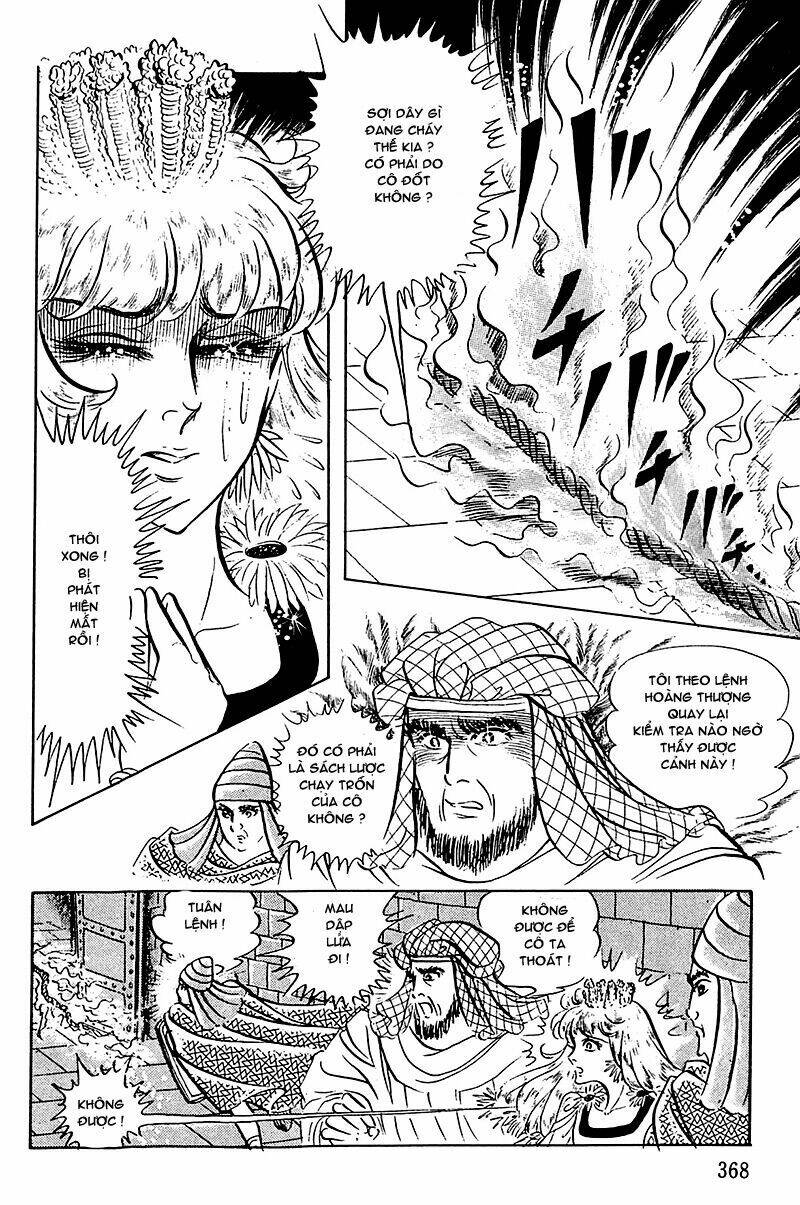 SỢI DÂY GÌ
ĐANG CHÁY
THẾ KIA ?
CÓ PHẢI DO
CÔ ĐỐT
KHÔNG ?
THÔI
XONG !
BỊ
PHÁT
HIỆN
MẤT
RỒI !
TÔI THEO LỆNH
HOÀNG THƯỢNG
QUAY LẠI
KIỂM TRA NÀO NGỜ
THẤY ĐƯỢC
CẢNH NÀY !
ĐÓ CÓ PHẢI
LÀ SÁCH LƯỢC
CHẠY TRỐN
CỦA CÔ
KHÔNG ?
TUÂN
LỆNH !
MAU
DẬP
LỬA
ĐI !
KHÔNG
ĐƯỢC ĐỂ
CÔ TA
THOÁT !
KHÔNG
ĐƯỢC !
368